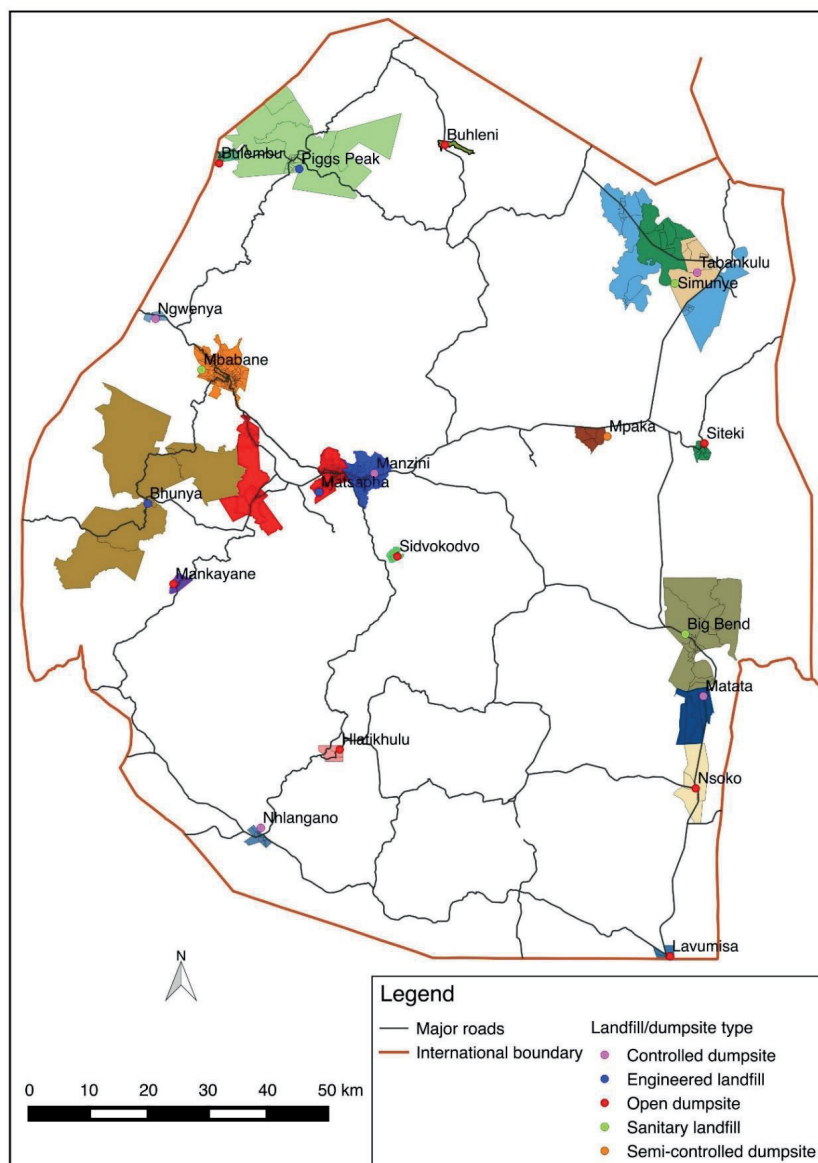 Buhleni
Bulembu
Piggs Peak
Tabankulu
Simunye
Ngwenya
Mbabane
Mpaka
Siteki
Manzini
Matsapha
Bhunya
Sidvokodvo
Mankayane
Big Bend
Matata
Hlatikhulu
Nsoko
Nhlangano
Lavumisa
N
Legend
Major roads
International boundary
Landfill/dumpsite type
Controlled dumpsite
Engineered landfill
Open dumpsite
Sanitary landfill
Semi-controlled dumpsite
0 10 20 30 40 50 km